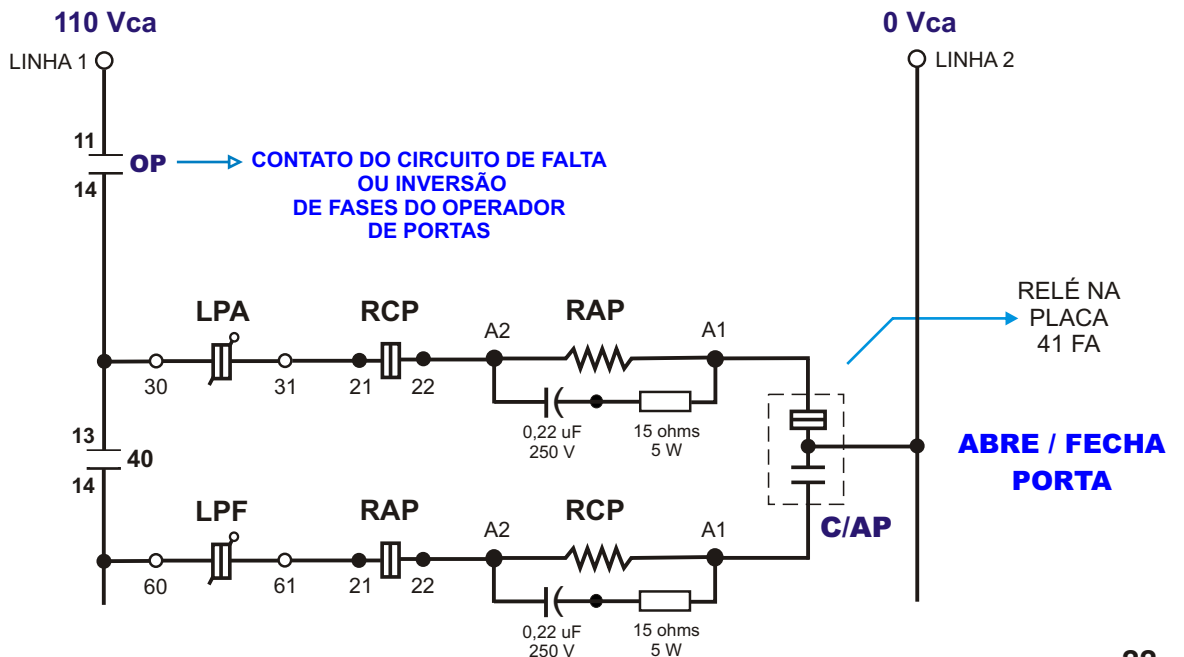 110 Vca
0 Vca
LINHA 1
LINHA 2
11
OP
14
CONTATO DO CIRCUITO DE FALTA
OU INVERSÃO
DE FASES DO OPERADOR
DE PORTAS
RELÉ NA
PLACA
41 FA
LPA
RCP
RAP
A2
A1
30
31
21
22
0,22 uF
250 V
15 ohms
5 W
13
40
14
ABRE / FECHA
PORTA
C/AP
LPF
RAP
RCP
A2
A1
60
61
21
22
0,22 uF
250 V
15 ohms
5 W